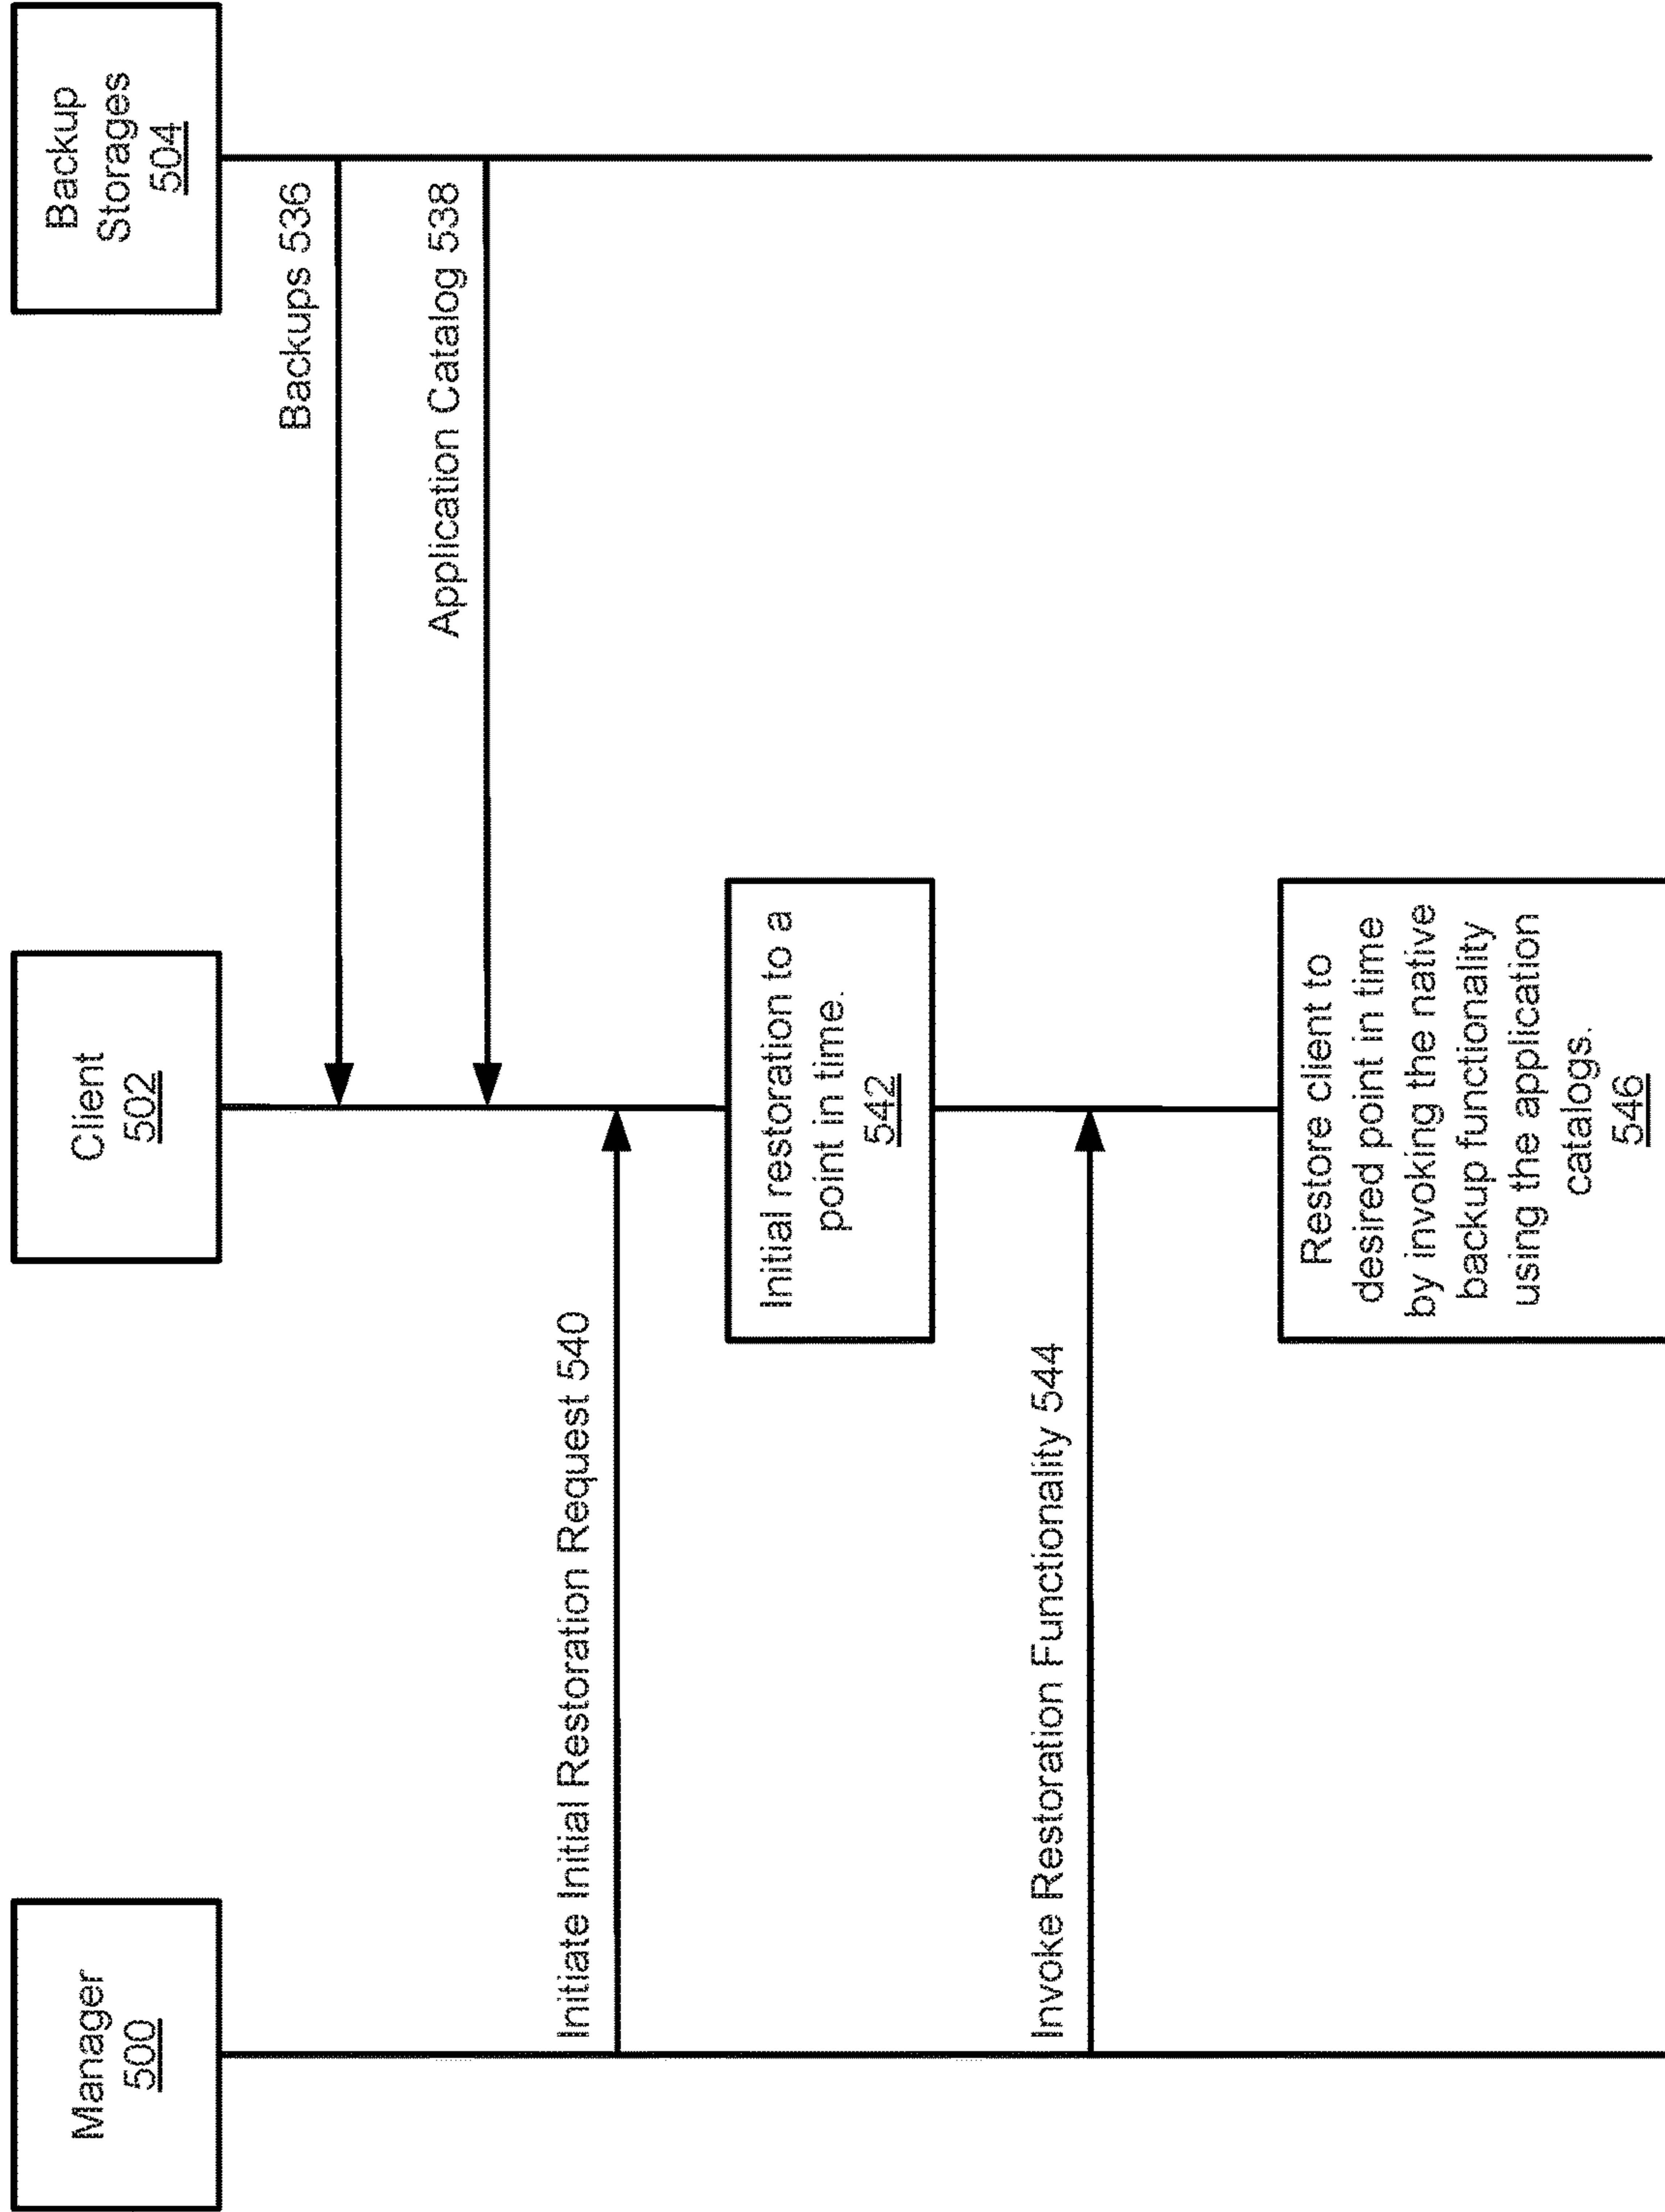 Manager
500
Client
502
Backup
Storages
504
Backups 536
Application Catalog 538
Initiate Initial Restoration Request 540
Initial restoration to a
point in time.
542
Invoke Restoration Functionality 544
Restore client to
desired point in time
by invoking the native
backup functionality
using the application
catalogs.
546